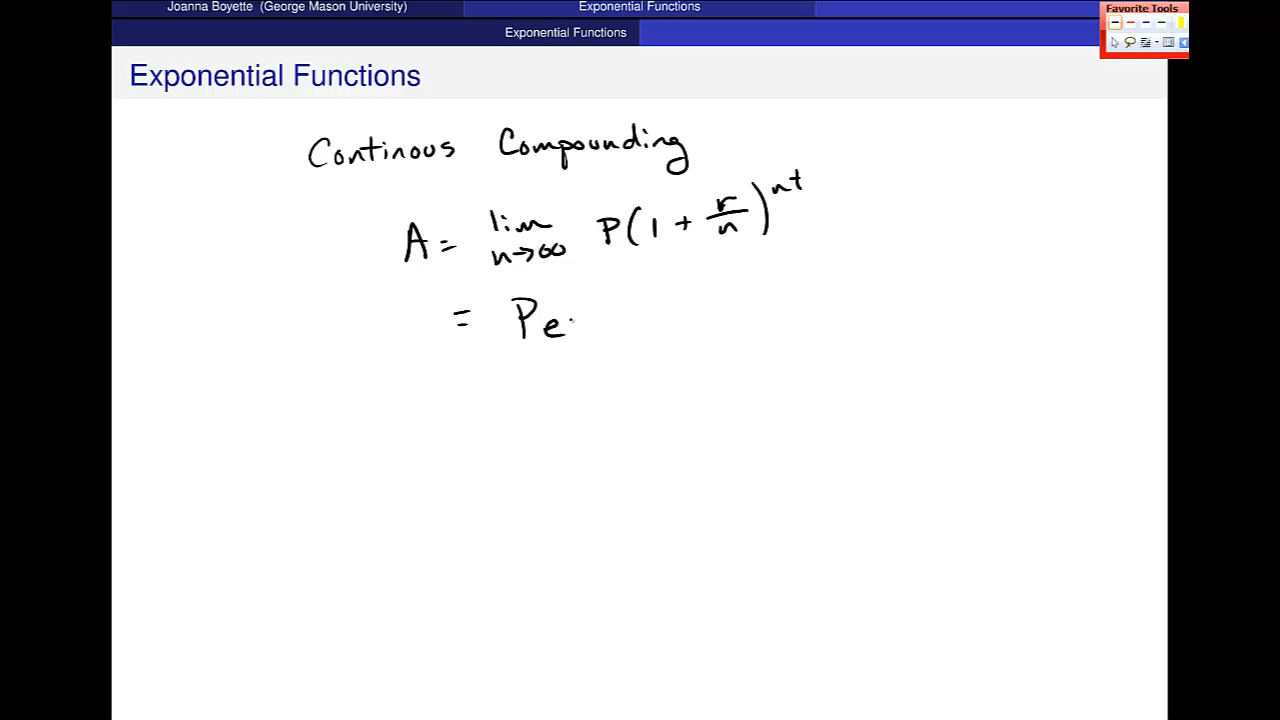 Joanna Boyette (George Mason University) Exponential Functions
Favorite Tools
Exponential Functions
Exponential Functions
Continous Compounding
A = lim n→∞ P(1 + r/n)^nt
= Pe